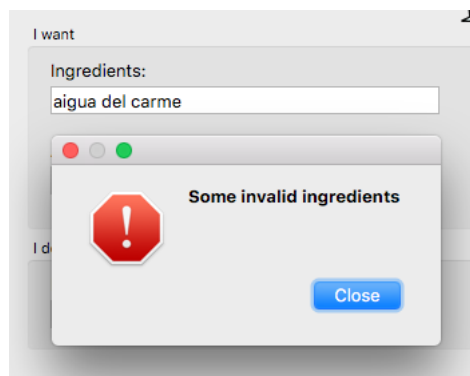 I want
Ingredients:
aigua del carme
Some invalid ingredients
I d
Close